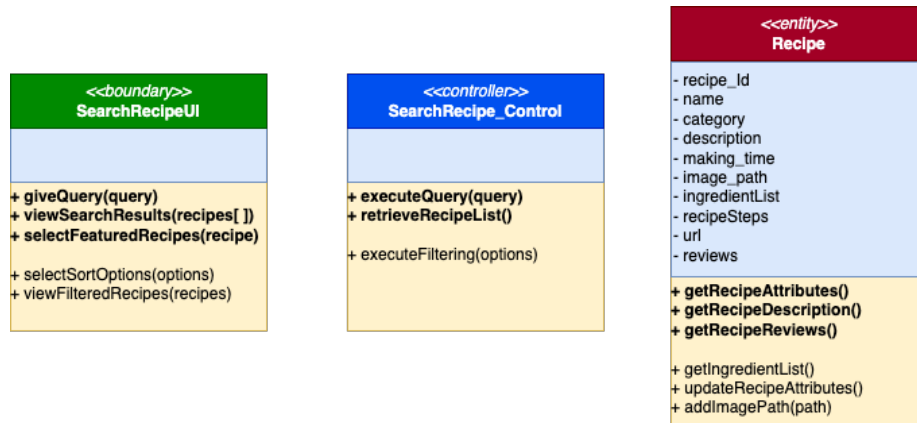 <<boundary>>
SearchRecipeUI
+ giveQuery(query)
+ viewSearchResults(recipes[ ])
+ selectFeaturedRecipes(recipe)
+ selectSortOptions(options)
+ viewFilteredRecipes(recipes)
<<controller>>
SearchRecipe_Control
+ executeQuery(query)
+ retrieveRecipeList()
+ executeFiltering(options)
<<entity>>
Recipe
- recipe_Id
- name
- category
- description
- making_time
- image_path
- ingredientList
- recipeSteps
- url
- reviews
+ getRecipeAttributes()
+ getRecipeDescription()
+ getRecipeReviews()
+ getIngredientList()
+ updateRecipeAttributes()
+ addImagePath(path)